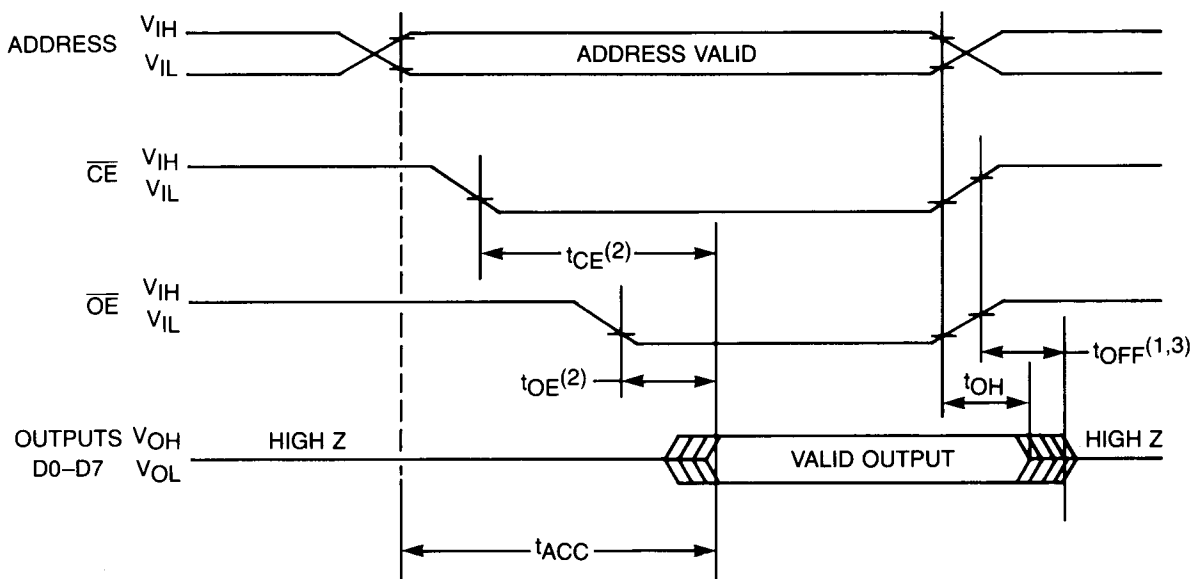 ADDRESS
VIH
VIL
ADDRESS VALID
CE
VIH
VIL
tCE(2)
OE
VIH
VIL
tOE(2)
tOFF(1,3)
tOH
OUTPUTS
D0–D7
VOH
VOL
HIGH Z
VALID OUTPUT
HIGH Z
tACC